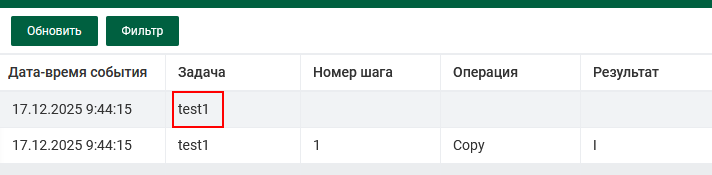 Обновить Фильтр
Дата-время события Задача Номер шага Операция Результат
17.12.2025 9:44:15 test1
17.12.2025 9:44:15 test1 1 Copy I